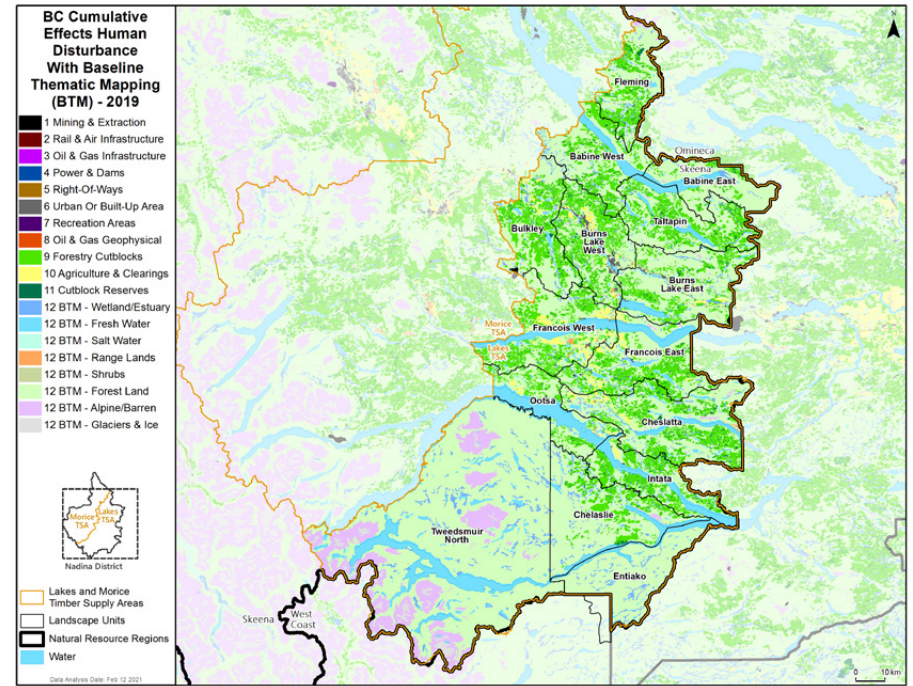 BC Cumulative
Effects Human
Disturbance
With Baseline
Thematic Mapping
(BTM) - 2019
1 Mining & Extraction
2 Rail & Air Infrastructure
3 Oil & Gas Infrastructure
4 Power & Dams
5 Right-Of-Ways
6 Urban Or Built-Up Area
7 Recreation Areas
8 Oil & Gas Geophysical
9 Forestry Cutblocks
10 Agriculture & Clearings
11 Cutblock Reserves
12 BTM - Wetland/Estuary
12 BTM - Fresh Water
12 BTM - Salt Water
12 BTM - Range Lands
12 BTM - Shrubs
12 BTM - Forest Land
12 BTM - Alpine/Barren
12 BTM - Glaciers & Ice
Morice
TSA
Lakes
TSA
Nadina District
Lakes and Morice
Timber Supply Areas
Landscape Units
Natural Resource Regions
Water
Data Analysis Date: Feb 12 2021
Fleming
Omineca
Skeena
Babine West
Babine East
Taltapin
Bulkley
Burns
Lake
West
Burns
Lake East
Morice
TSA
Lakes
TSA
Francois West
Francois East
Ootsa
Cheslatta
Intata
Chelaslie
Tweedsmuir
North
Entiako
Skeena
West
Coast
0 10 km